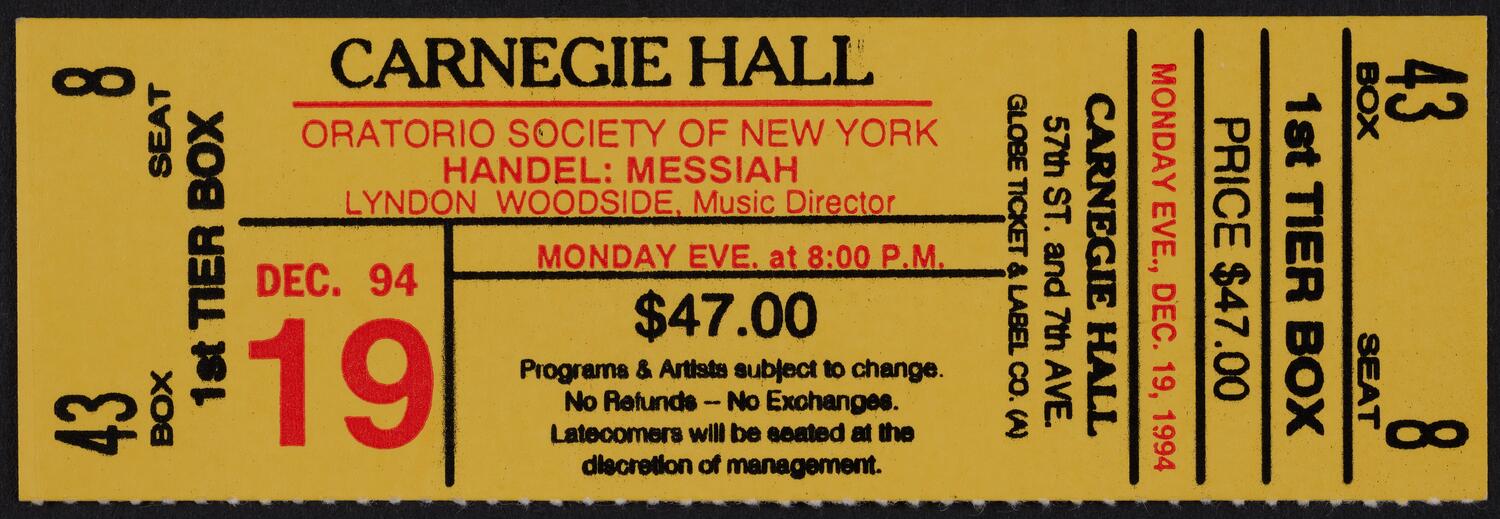 8
SEAT
43
BOX
1st TIER BOX
CARNEGIE HALL
ORATORIO SOCIETY OF NEW YORK
HANDEL: MESSIAH
LYNDON WOODSIDE, Music Director
DEC. 94
19
MONDAY EVE. at 8:00 P.M.
$47.00
Programs & Artists subject to change.
No Refunds – No Exchanges.
Latecomers will be seated at the
discretion of management.
GLOBE TICKET & LABEL CO. (A)
57th ST. and 7th AVE.
CARNEGIE HALL
MONDAY EVE., DEC. 19, 1994
PRICE $47.00
1st TIER BOX
BOX
43
SEAT
8